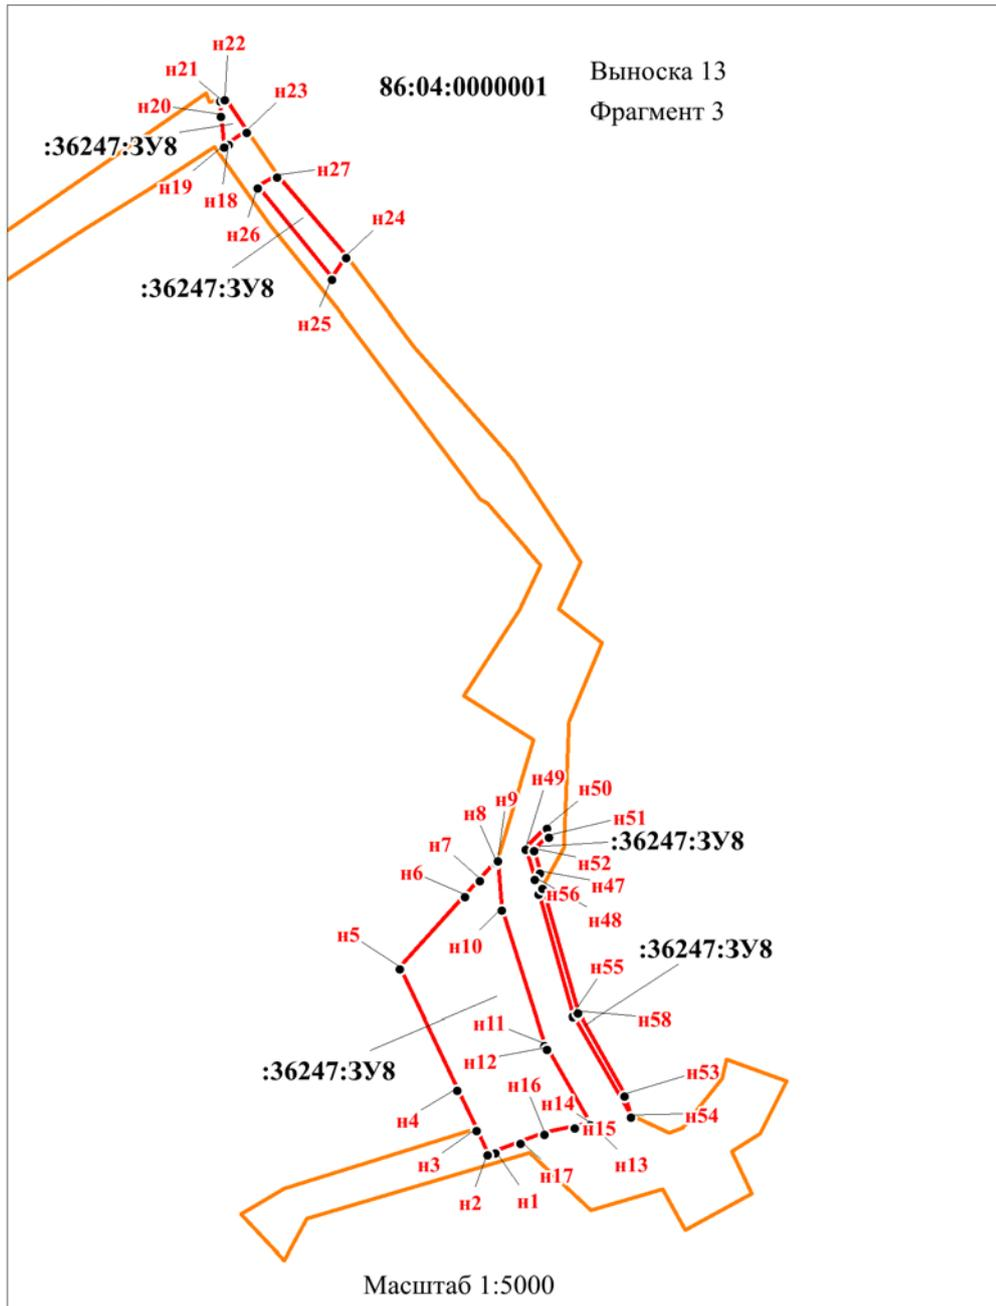 н22
Выноска 13
н21
86:04:0000001
н23
н20
Фрагмент 3
:36247:ЗУ8
н27
н19
н18
н24
н26
:36247:ЗУ8
н25
н49
н50
н9
н8
н51
:36247:ЗУ8
н7
н52
н6
н47
н56
н48
н5
н10
:36247:ЗУ8
н55
н58
н11
н12
:36247:ЗУ8
н53
н16
н14
н54
н4
н15
н3
н13
н17
н2
н1
Масштаб 1:5000